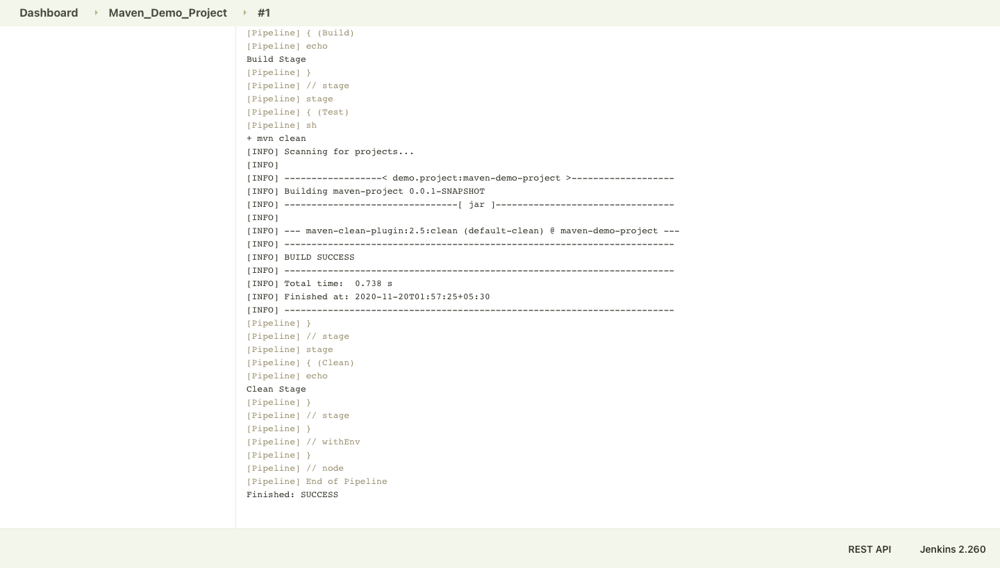 Dashboard Maven_Demo_Project #1
[Pipeline] { (Build)
[Pipeline] echo
Build Stage
[Pipeline] }
[Pipeline] // stage
[Pipeline] stage
[Pipeline] { (Test)
[Pipeline] sh
+ mvn clean
[INFO] Scanning for projects...
[INFO]
[INFO] ------------------< demo.project:maven-demo-project >-------------------
[INFO] Building maven-project 0.0.1-SNAPSHOT
[INFO] --------------------------------[ jar ]---------------------------------
[INFO]
[INFO] --- maven-clean-plugin:2.5:clean (default-clean) @ maven-demo-project ---
[INFO] ------------------------------------------------------------------------
[INFO] BUILD SUCCESS
[INFO] ------------------------------------------------------------------------
[INFO] Total time:  0.738 s
[INFO] Finished at: 2020-11-20T01:57:25+05:30
[INFO] ------------------------------------------------------------------------
[Pipeline] }
[Pipeline] // stage
[Pipeline] stage
[Pipeline] { (Clean)
[Pipeline] echo
Clean Stage
[Pipeline] }
[Pipeline] // stage
[Pipeline] }
[Pipeline] // withEnv
[Pipeline] }
[Pipeline] // node
[Pipeline] End of Pipeline
Finished: SUCCESS
REST API Jenkins 2.260